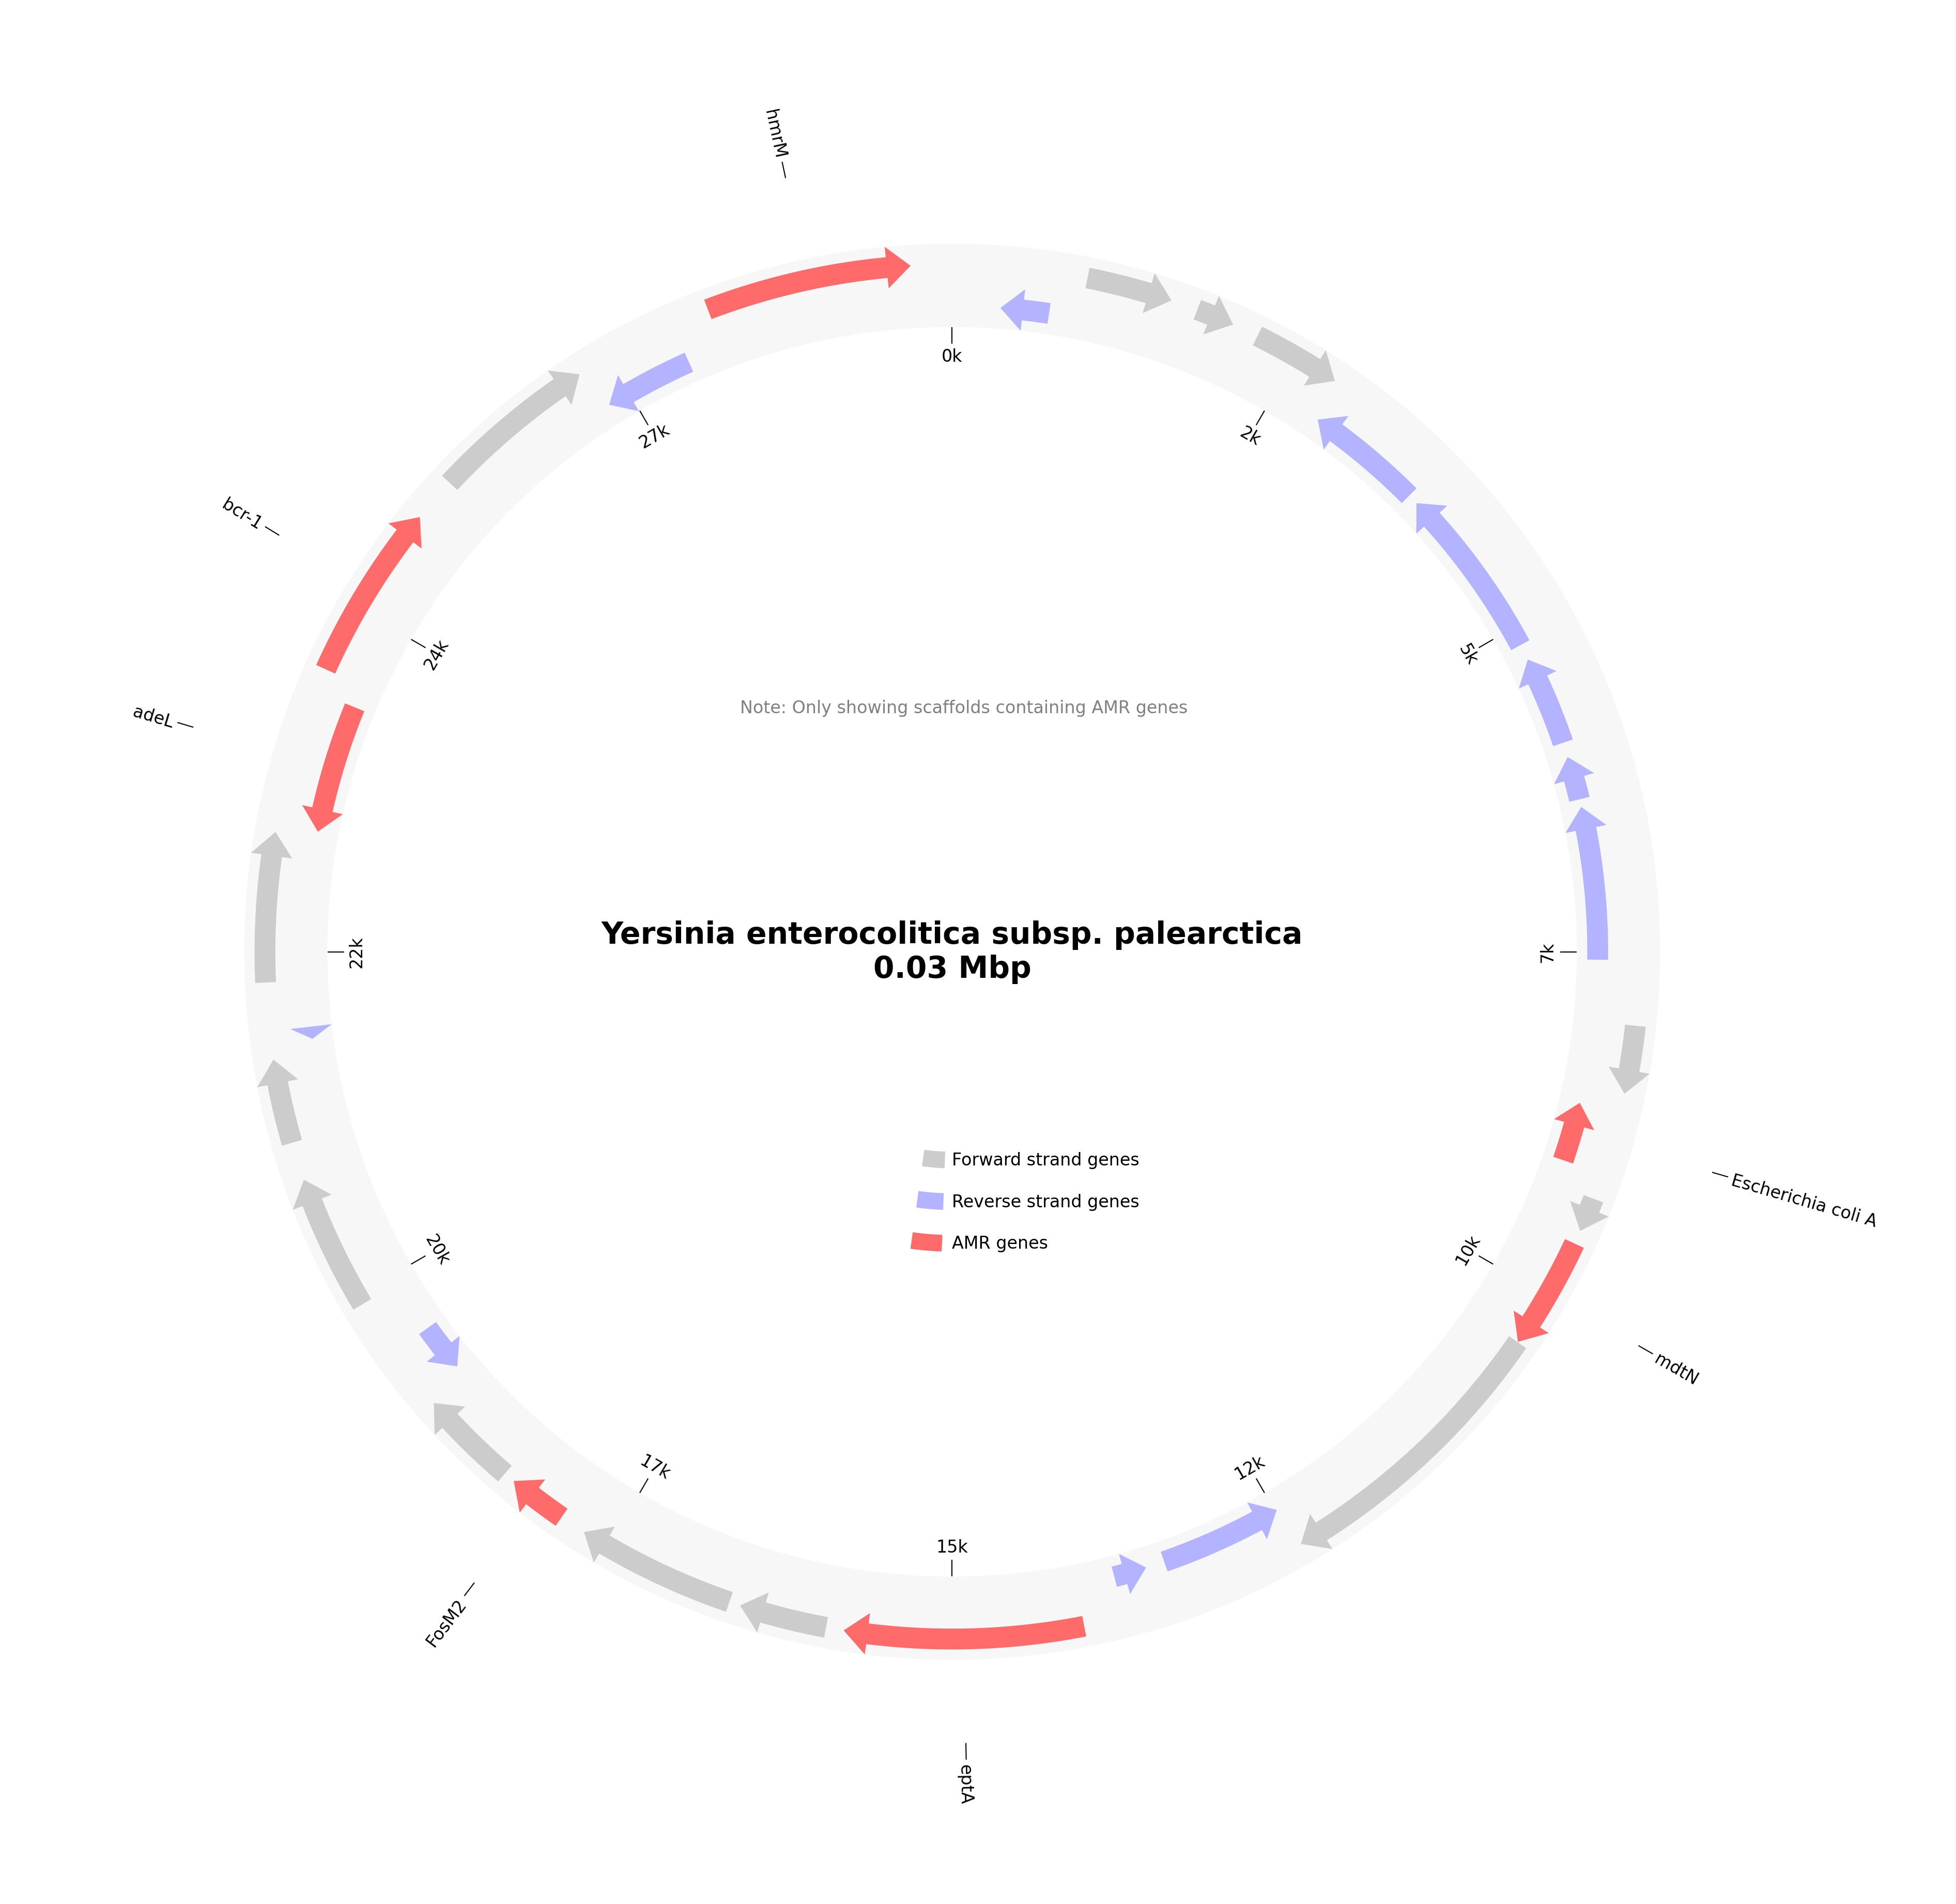 hmrM
bcr-1
adeL
0k
2k
5k
7k
10k
12k
15k
17k
20k
22k
24k
27k
Note: Only showing scaffolds containing AMR genes
Yersinia enterocolitica subsp. palearctica
0.03 Mbp
Forward strand genes
Reverse strand genes
AMR genes
Escherichia coli A
mdtN
eptA
FosM2